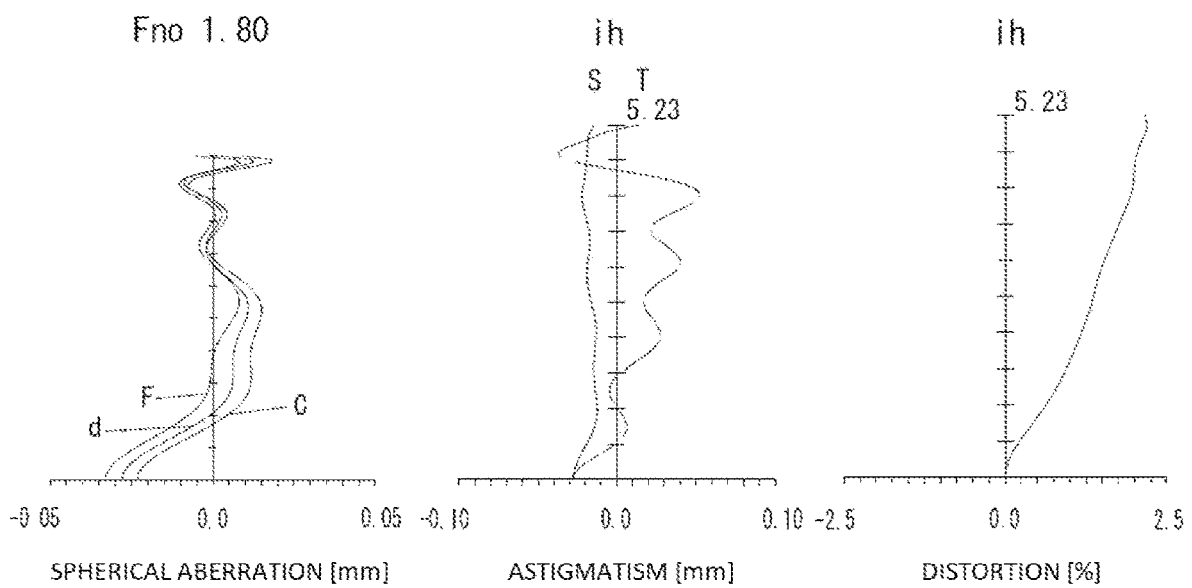 Fno 1.80
ih
ih
S T
5.23
5.23
F
C
d
-0.05 0.0 0.05
-0.10 0.0 0.10
-2.5 0.0 2.5
SPHERICAL ABERRATION [mm]
ASTIGMATISM [mm]
DISTORTION [%]